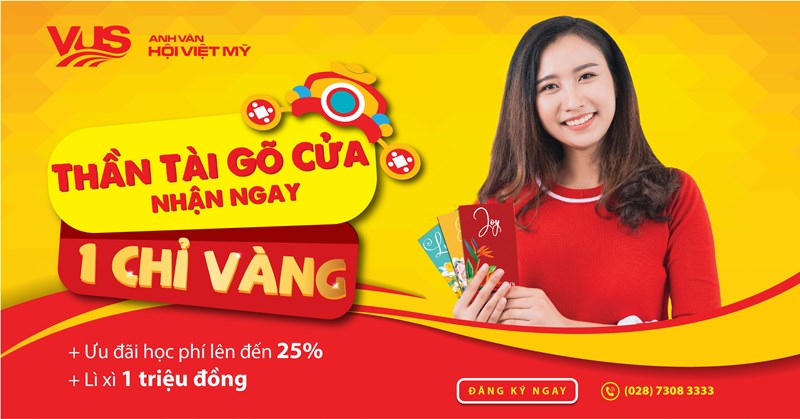 VUS
ANH VĂN
HỘI VIỆT MỸ
THẦN TÀI GÕ CỬA
NHẬN NGAY
1 CHỈ VÀNG
Joy
+ Ưu đãi học phí lên đến 25%
+ Lì xì 1 triệu đồng
ĐĂNG KÝ NGAY
(028) 7308 3333